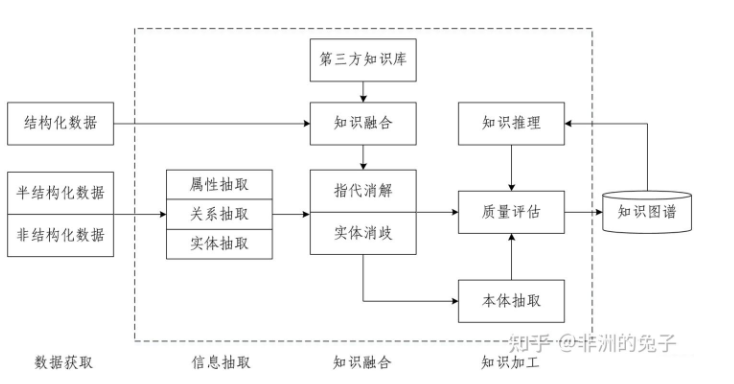 第三方知识库
结构化数据
知识融合
知识推理
半结构化数据
非结构化数据
属性抽取
关系抽取
实体抽取
指代消解
实体消歧
质量评估
知识图谱
本体抽取
知乎 @非洲的兔子
数据获取
信息抽取
知识融合
知识加工